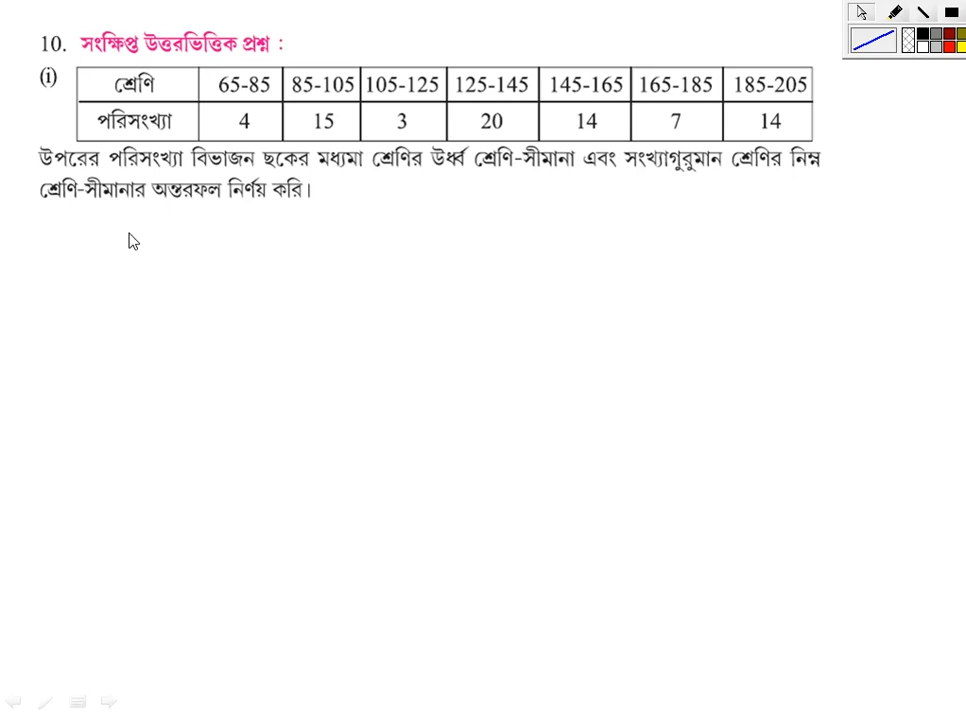 10. সংক্ষিপ্ত উত্তরভিত্তিক প্রশ্ন :
(i) শ্রেণি 65-85 85-105 105-125 125-145 145-165 165-185 185-205
পরিসংখ্যা 4 15 3 20 14 7 14
উপরের পরিসংখ্যা বিভাজন ছকের মধ্যমা শ্রেণির উর্ধ্ব শ্রেণি-সীমানা এবং সংখ্যাগুরুমান শ্রেণির নিম্ন
শ্রেণি-সীমানার অন্তরফল নির্ণয় করি।